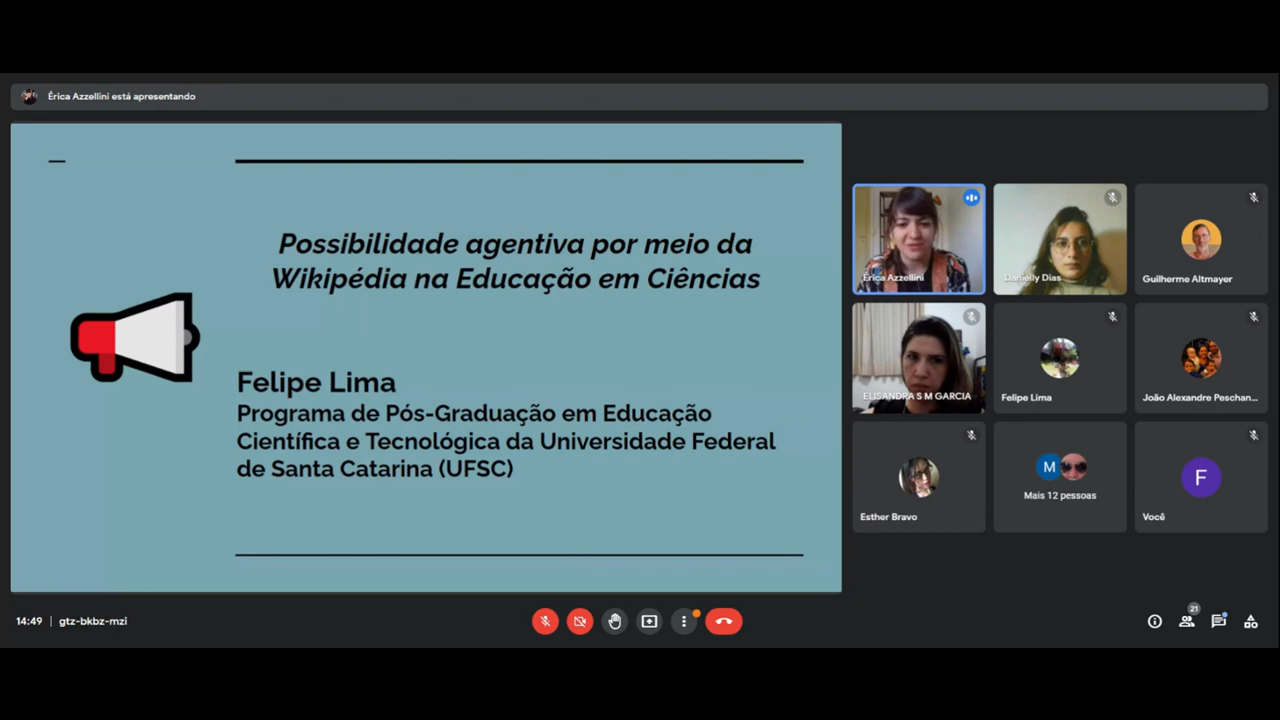 Érica Azzellini está apresentando
Possibilidade agentiva por meio da
Wikipédia na Educação em Ciências
Felipe Lima
Programa de Pós-Graduação em Educação
Científica e Tecnológica da Universidade Federal
de Santa Catarina (UFSC)
Érica Azzellini
Danielly Dias
Guilherme Altmayer
ELISANDRA S M GARCIA
Felipe Lima
João Alexandre Peschan...
Esther Bravo
M
Mais 12 pessoas
F
Você
14:49 | gtz-bkbz-mzi
21